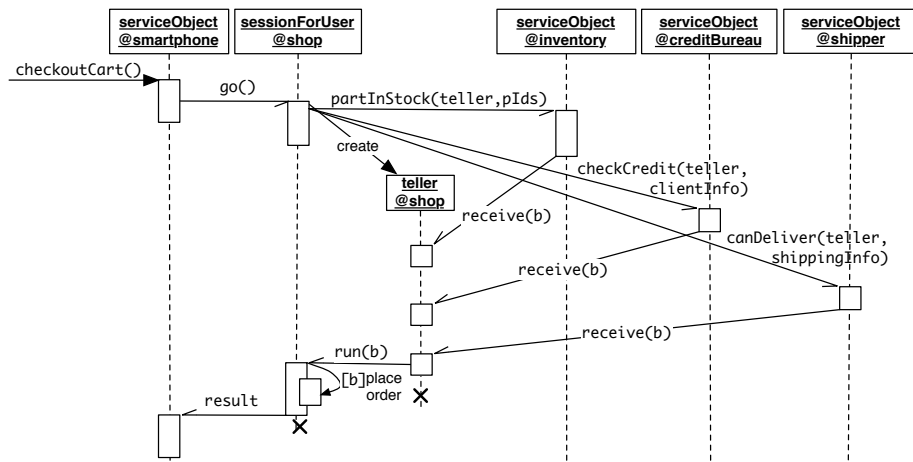 serviceObject
@smartphone
sessionForUser
@shop
serviceObject
@inventory
serviceObject
@creditBureau
serviceObject
@shipper
checkoutCart()
go()
partInStock(teller,pIds)
create
teller
@shop
checkCredit(teller,
clientInfo)
receive(b)
canDeliver(teller,
shippingInfo)
receive(b)
receive(b)
run(b)
[b]place
order
result